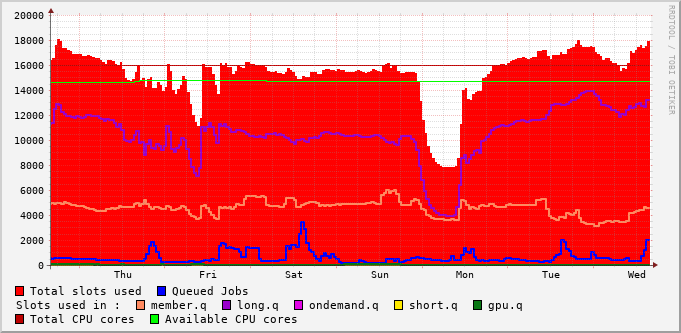 20000
18000
16000
14000
12000
10000
8000
6000
4000
2000
0
Thu Fri Sat Sun Mon Tue Wed
RRDTOOL / TOBI OETIKER
Total slots used Queued Jobs
Slots used in : member.q long.q ondemand.q short.q gpu.q
Total CPU cores Available CPU cores